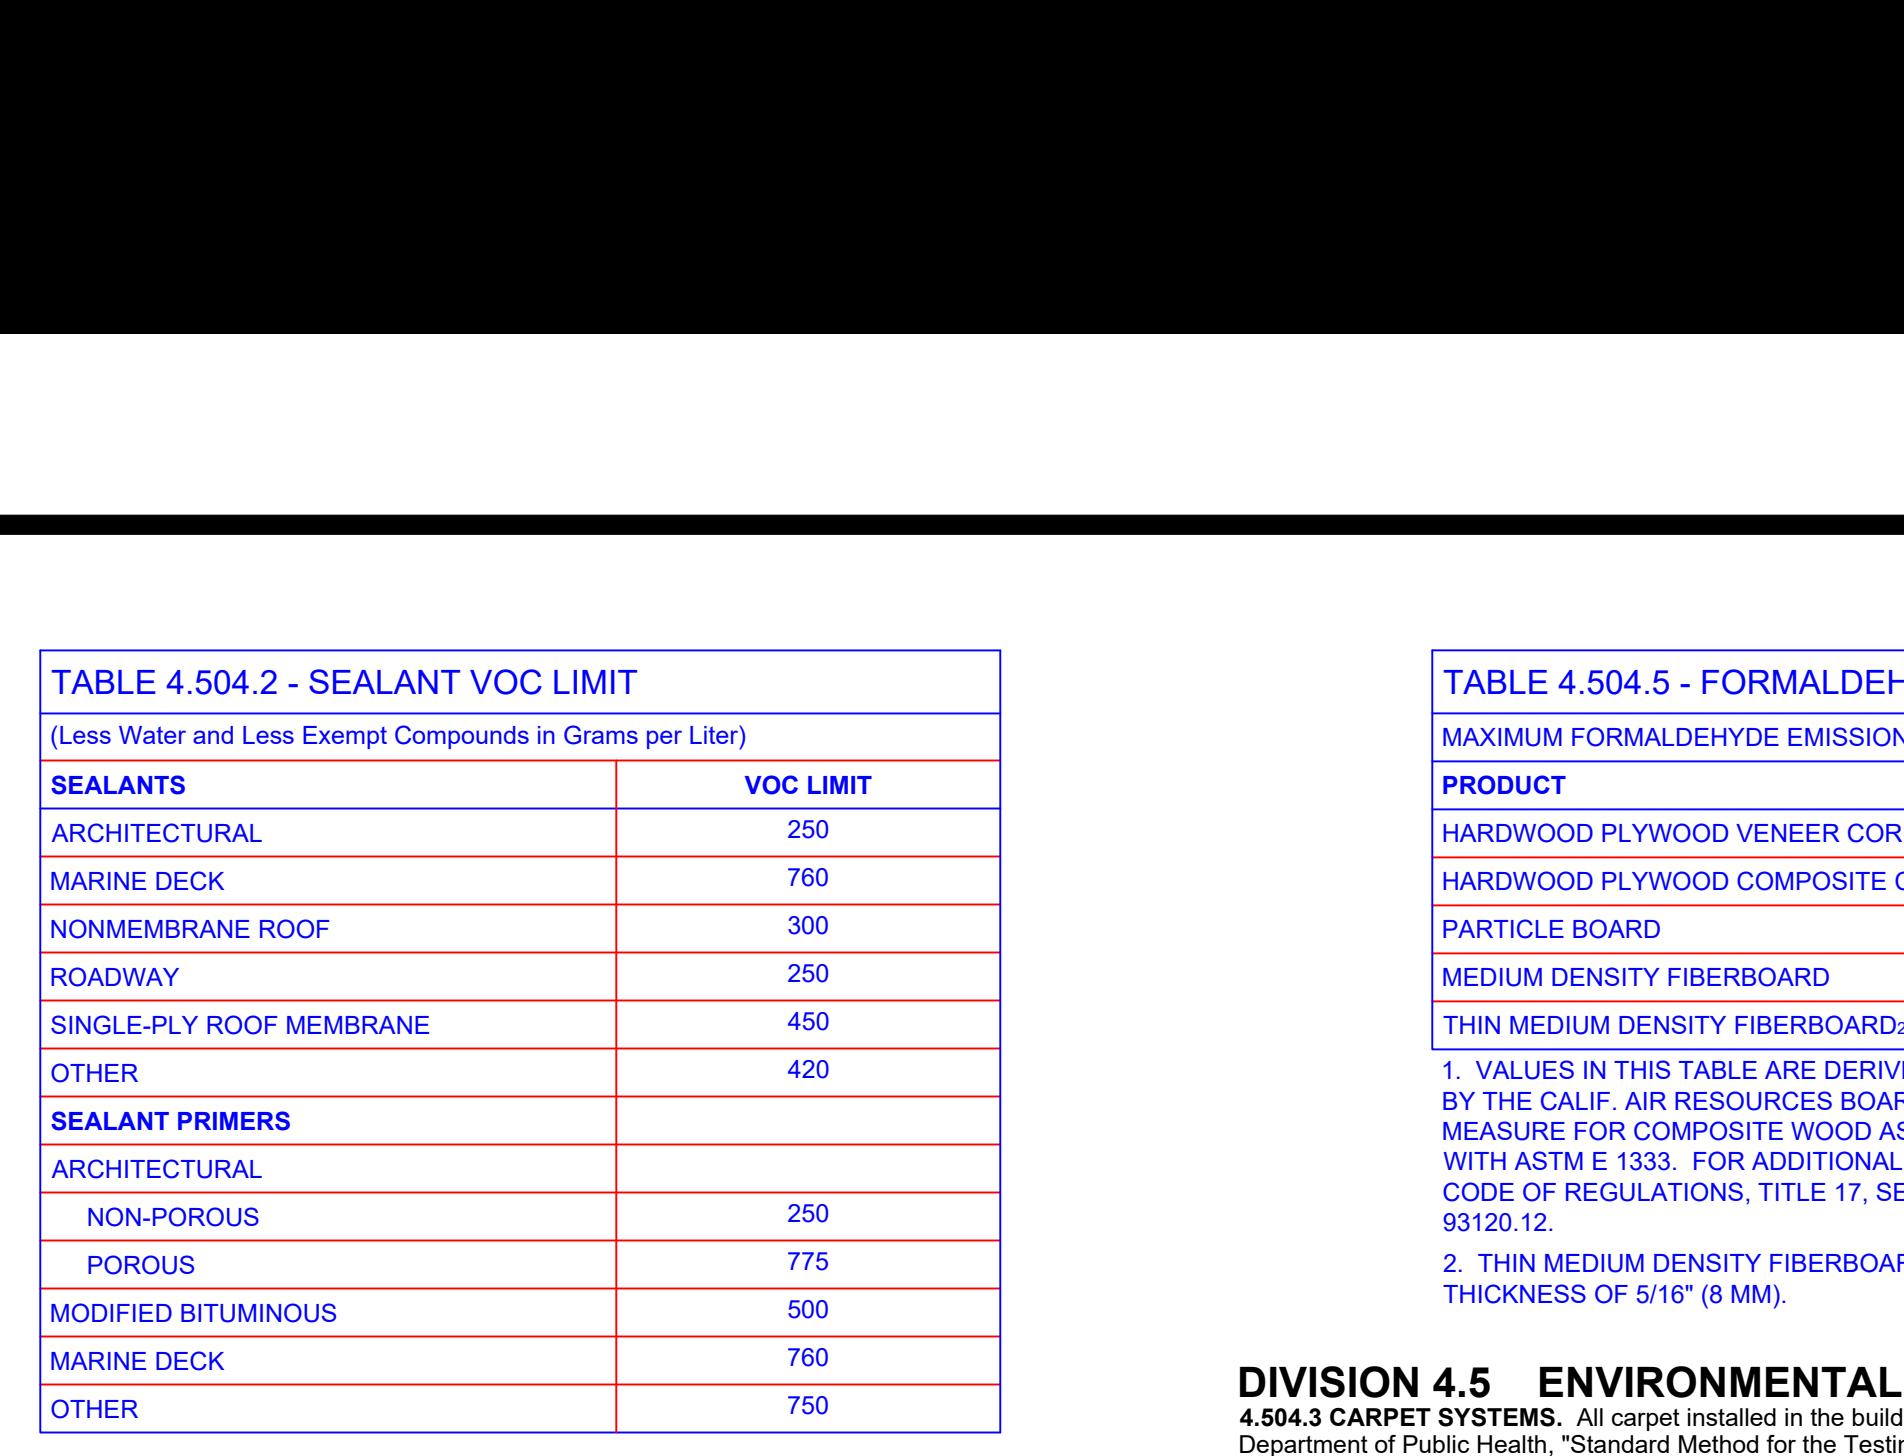 TABLE 4.504.2 - SEALANT VOC LIMIT
(Less Water and Less Exempt Compounds in Grams per Liter)
SEALANTS VOC LIMIT
ARCHITECTURAL 250
MARINE DECK 760
NONMEMBRANE ROOF 300
ROADWAY 250
SINGLE-PLY ROOF MEMBRANE 450
OTHER 420
SEALANT PRIMERS
ARCHITECTURAL
NON-POROUS 250
POROUS 775
MODIFIED BITUMINOUS 500
MARINE DECK 760
OTHER 750
TABLE 4.504.5 - FORMALDEH
MAXIMUM FORMALDEHYDE EMISSION
PRODUCT
HARDWOOD PLYWOOD VENEER COR
HARDWOOD PLYWOOD COMPOSITE
PARTICLE BOARD
MEDIUM DENSITY FIBERBOARD
THIN MEDIUM DENSITY FIBERBOARD2
1. VALUES IN THIS TABLE ARE DERIV
BY THE CALIF. AIR RESOURCES BOAR
MEASURE FOR COMPOSITE WOOD AS
WITH ASTM E 1333. FOR ADDITIONAL
CODE OF REGULATIONS, TITLE 17, SE
93120.12.
2. THIN MEDIUM DENSITY FIBERBOAR
THICKNESS OF 5/16" (8 MM).
DIVISION 4.5 ENVIRONMENTAL
4.504.3 CARPET SYSTEMS. All carpet installed in the build
Department of Public Health, "Standard Method for the Testin